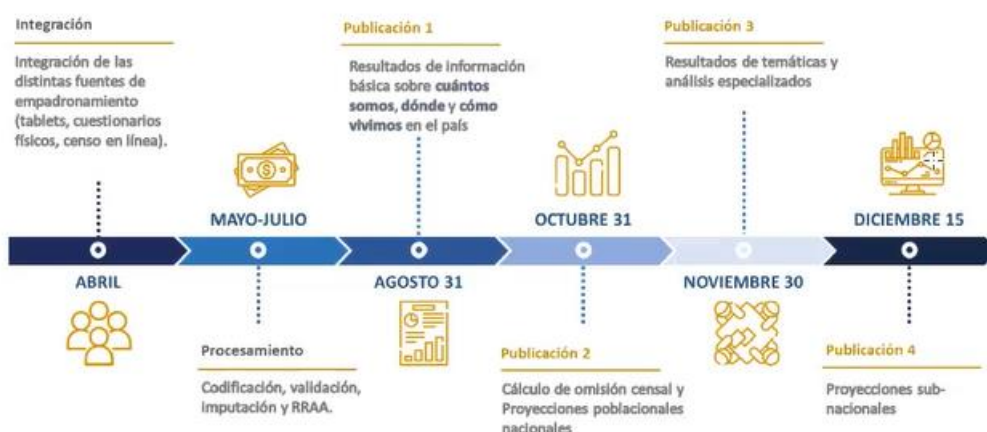 Integración
Integración de las
distintas fuentes de
empadronamiento
(tablets, cuestionarios
físicos, censo en línea).
Publicación 1
Resultados de información
básica sobre cuántos
somos, dónde y cómo
vivimos en el país
Publicación 3
Resultados de temáticas y
análisis especializados
MAYO-JULIO
OCTUBRE 31
DICIEMBRE 15
ABRIL
AGOSTO 31
NOVIEMBRE 30
Procesamiento
Codificación, validación,
imputación y RRAA.
Publicación 2
Cálculo de omisión censal y
Proyecciones poblacionales
nacionales
Publicación 4
Proyecciones sub-
nacionales